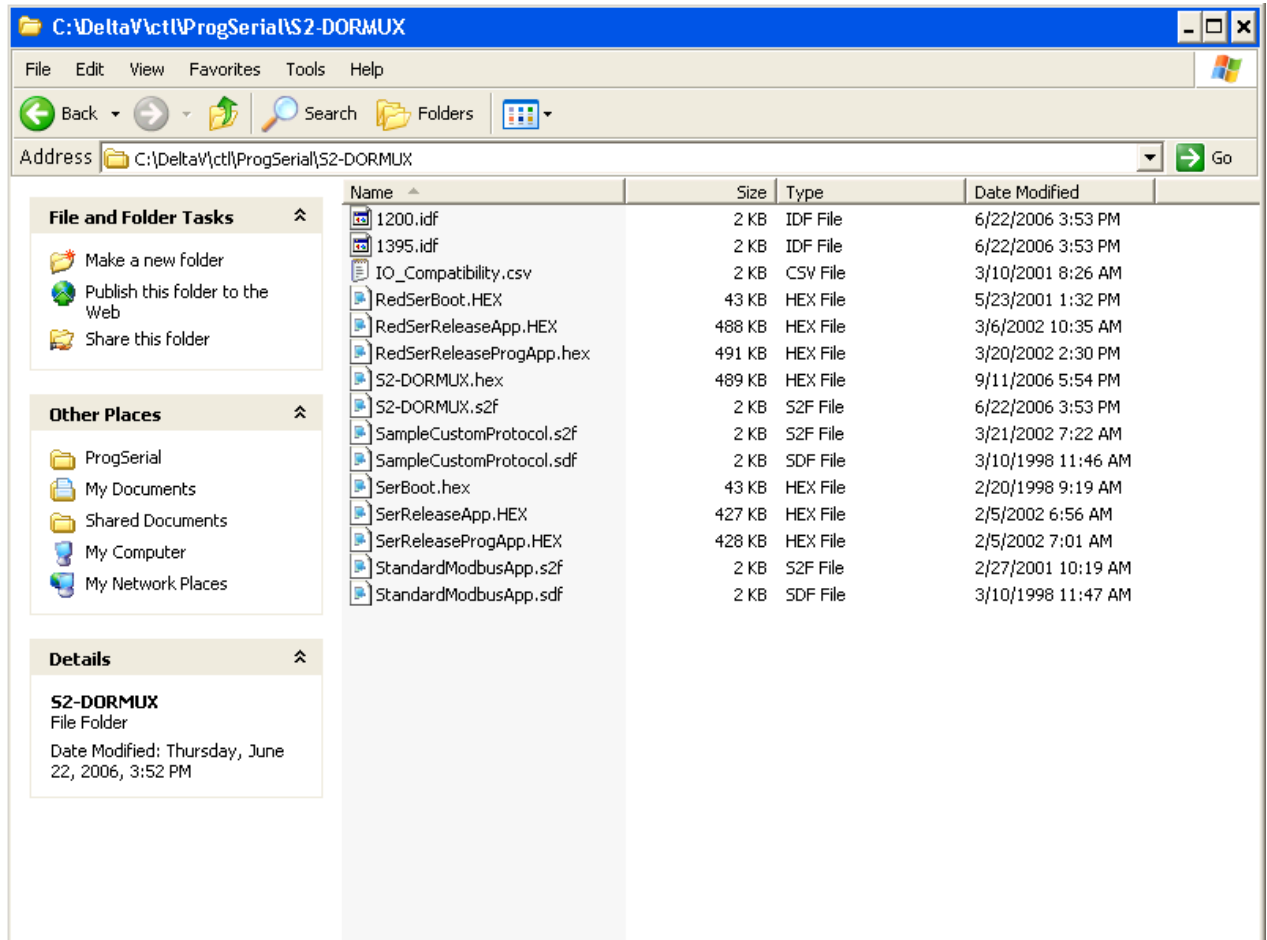 C:\DeltaV\ctl\ProgSerial\S2-DORMUX
File Edit View Favorites Tools Help
Back Search Folders
Address C:\DeltaV\ctl\ProgSerial\S2-DORMUX Go
File and Folder Tasks
Make a new folder
Publish this folder to the
Web
Share this folder
Other Places
ProgSerial
My Documents
Shared Documents
My Computer
My Network Places
Details
S2-DORMUX
File Folder
Date Modified: Thursday, June
22, 2006, 3:52 PM
Name Size Type Date Modified
1200.idf 2 KB IDF File 6/22/2006 3:53 PM
1395.idf 2 KB IDF File 6/22/2006 3:53 PM
IO_Compatibility.csv 2 KB CSV File 3/10/2001 8:26 AM
RedSerBoot.HEX 43 KB HEX File 5/23/2001 1:32 PM
RedSerReleaseApp.HEX 488 KB HEX File 3/6/2002 10:35 AM
RedSerReleaseProgApp.hex 491 KB HEX File 3/20/2002 2:30 PM
S2-DORMUX.hex 489 KB HEX File 9/11/2006 5:54 PM
S2-DORMUX.s2f 2 KB S2F File 6/22/2006 3:53 PM
SampleCustomProtocol.s2f 2 KB S2F File 3/21/2002 7:22 AM
SampleCustomProtocol.sdf 2 KB SDF File 3/10/1998 11:46 AM
SerBoot.hex 43 KB HEX File 2/20/1998 9:19 AM
SerReleaseApp.HEX 427 KB HEX File 2/5/2002 6:56 AM
SerReleaseProgApp.HEX 428 KB HEX File 2/5/2002 7:01 AM
StandardModbusApp.s2f 2 KB S2F File 2/27/2001 10:19 AM
StandardModbusApp.sdf 2 KB SDF File 3/10/1998 11:47 AM